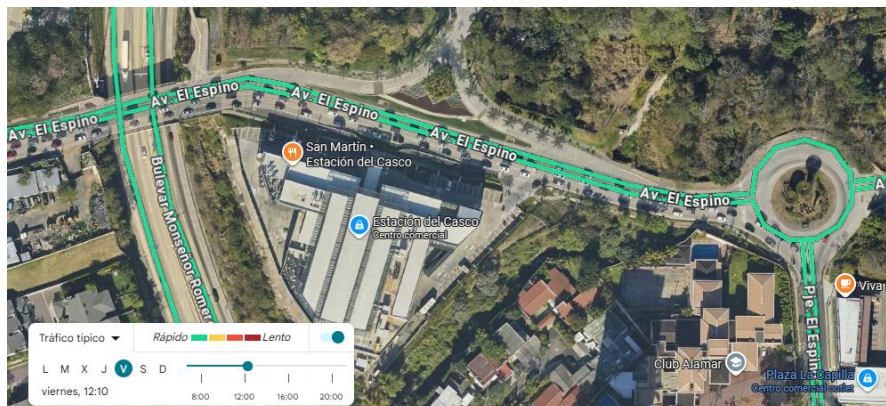 Av. El Espino
Av. El Espino
Av. El Espino
Av. El Espino
Av. El Espino
A
San Martín •
Estación del Casco
Estación del Casco
Centro comercial
Bulevar Monseñor Romer
Pje. El Espino
Viva
Club Alamar
Plaza La Capilla
Centro comercial outlet
Tráfico típico
Rápido
Lento
L M X J V S D
viernes, 12:10
8:00 12:00 16:00 20:00